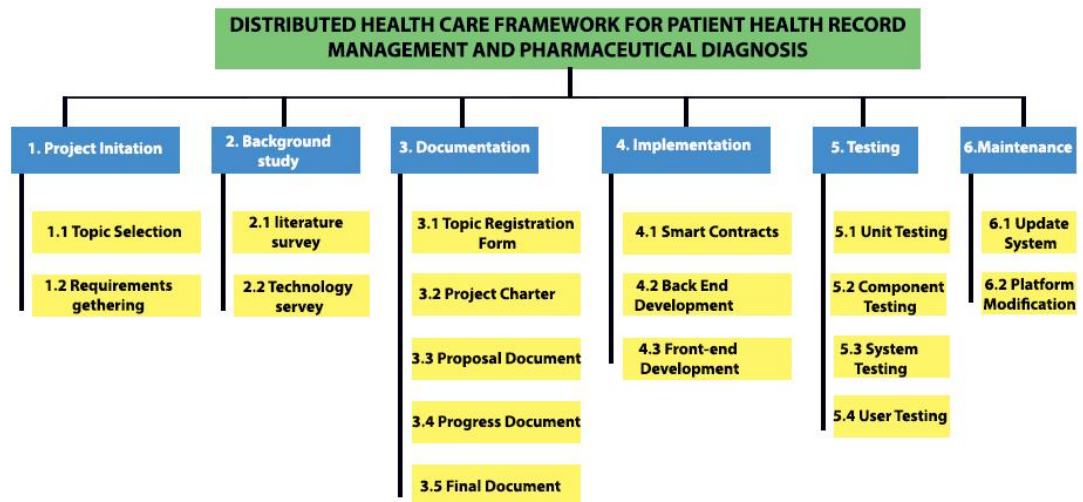 DISTRIBUTED HEALTH CARE FRAMEWORK FOR PATIENT HEALTH RECORD
MANAGEMENT AND PHARMACEUTICAL DIAGNOSIS
1. Project Initation
1.1 Topic Selection
1.2 Requirements
gethering
2. Background
study
2.1 literature
survey
2.2 Technology
servey
3. Documentation
3.1 Topic Registration
Form
3.2 Project Charter
3.3 Proposal Document
3.4 Progress Document
3.5 Final Document
4. Implementation
4.1 Smart Contracts
4.2 Back End
Development
4.3 Front-end
Development
5. Testing
5.1 Unit Testing
5.2 Component
Testing
5.3 System
Testing
5.4 User Testing
6.Maintenance
6.1 Update
System
6.2 Platform
Modification